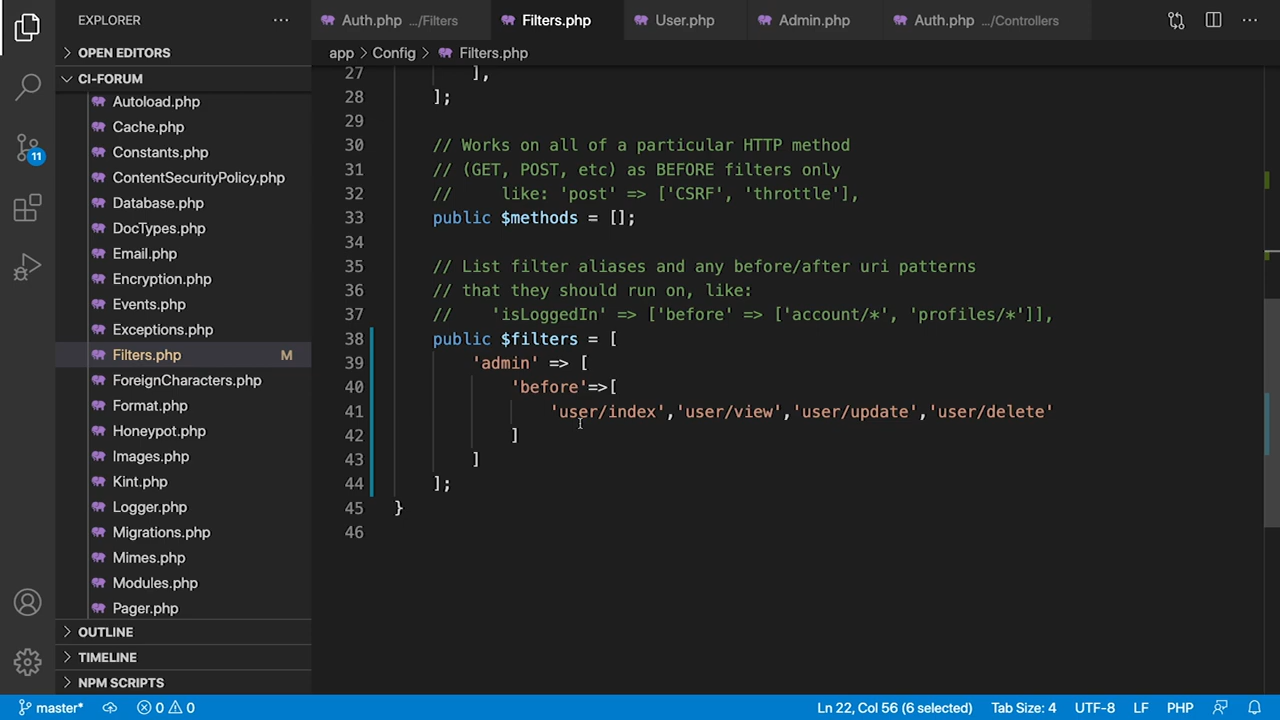 EXPLORER
OPEN EDITORS
CI-FORUM
Autoload.php
Cache.php
Constants.php
ContentSecurityPolicy.php
Database.php
DocTypes.php
Email.php
Encryption.php
Events.php
Exceptions.php
Filters.php M
ForeignCharacters.php
Format.php
Honeypot.php
Images.php
Kint.php
Logger.php
Migrations.php
Mimes.php
Modules.php
Pager.php
OUTLINE
TIMELINE
NPM SCRIPTS
11
Auth.php .../Filters
Filters.php
User.php
Admin.php
Auth.php .../Controllers
app > Config > Filters.php
27 ],
28 ];
29
30 // Works on all of a particular HTTP method
31 // (GET, POST, etc) as BEFORE filters only
32 //     like: 'post' => ['CSRF', 'throttle'],
33 public $methods = [];
34
35 // List filter aliases and any before/after uri patterns
36 // that they should run on, like:
37 //    'isLoggedIn' => ['before' => ['account/*', 'profiles/*']],
38 public $filters = [
39 'admin' => [
40 'before'=>[
41 'user/index','user/view','user/update','user/delete'
42 ]
43 ]
44 ];
45 }
46
master* 0 0 Ln 22, Col 56 (6 selected) Tab Size: 4 UTF-8 LF PHP